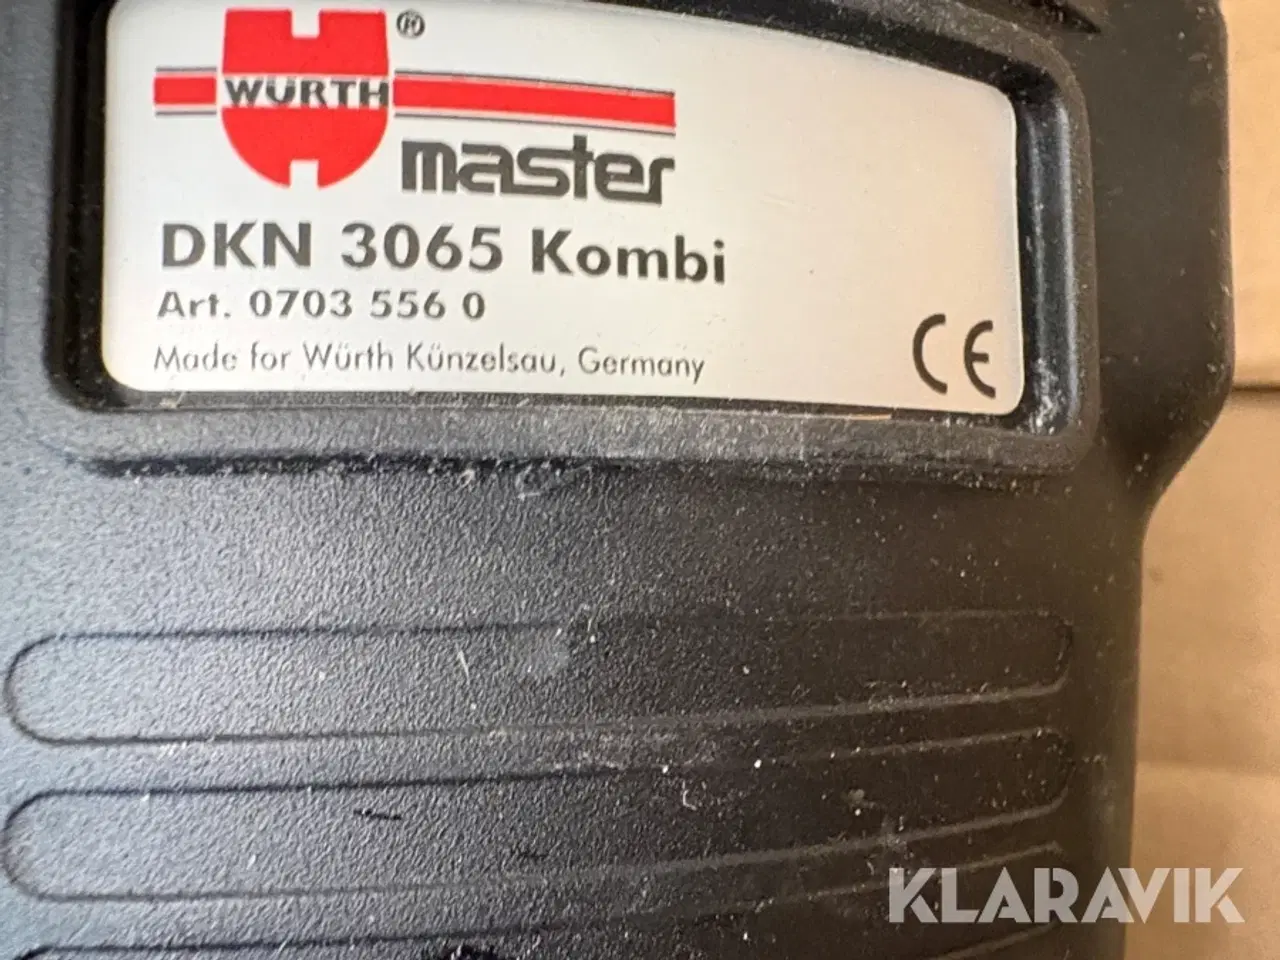 WÜRTH ®
master
DKN 3065 Kombi
Art. 0703 556 0
Made for Würth Künzelsau, Germany
CE
KLARAVIK